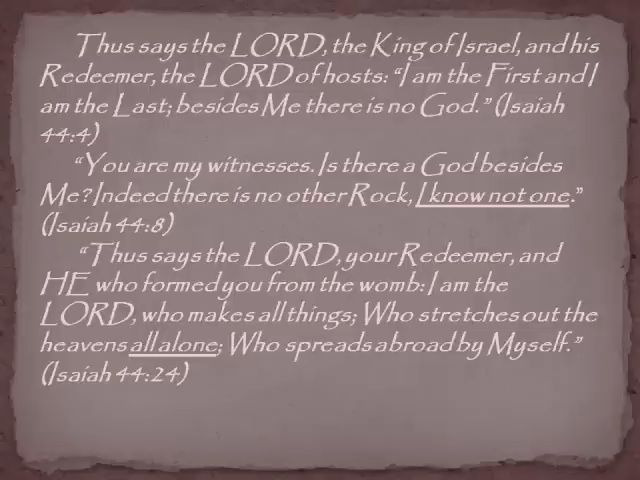 Thus says the LORD, the King of Israel, and his
Redeemer, the LORD of hosts: “I am the First and I
am the Last; besides Me there is no God.” (Isaiah
44:4)
“You are my witnesses. Is there a God besides
Me? Indeed there is no other Rock, I know not one.”
(Isaiah 44:8)
“Thus says the LORD, your Redeemer, and
HE who formed you from the womb: I am the
LORD, who makes all things; Who stretches out the
heavens all alone; Who spreads abroad by Myself.”
(Isaiah 44:24)